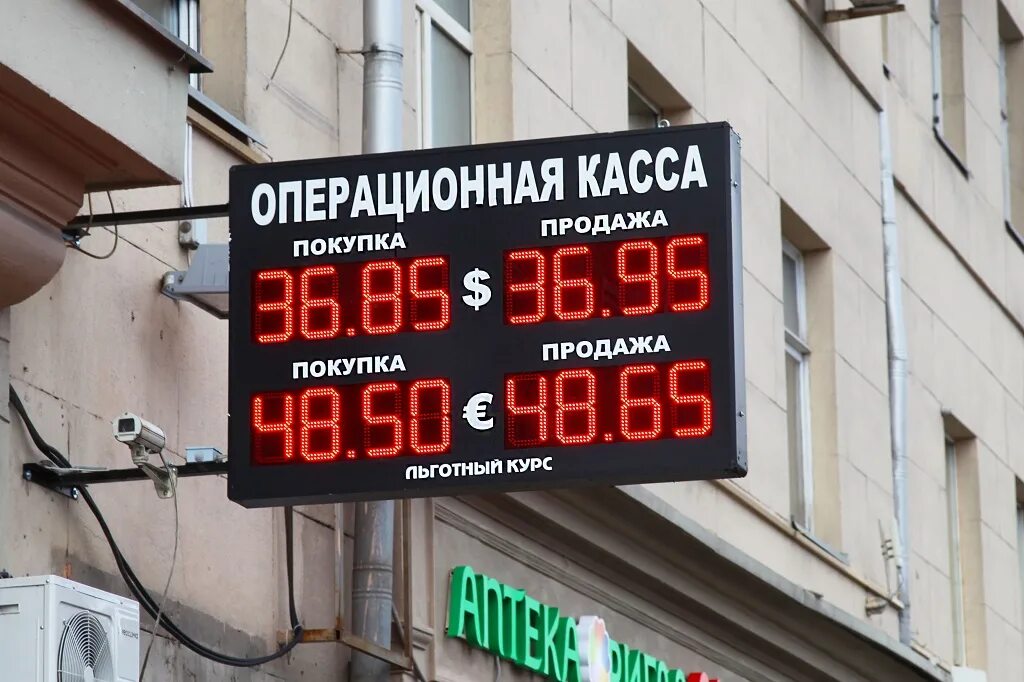 ОПЕРАЦИОННАЯ КАССА
ПОКУПКА ПРОДАЖА
36.85 $ 36.95
ПОКУПКА ПРОДАЖА
48.50 € 48.65
ЛЬГОТНЫЙ КУРС
АПТЕКА